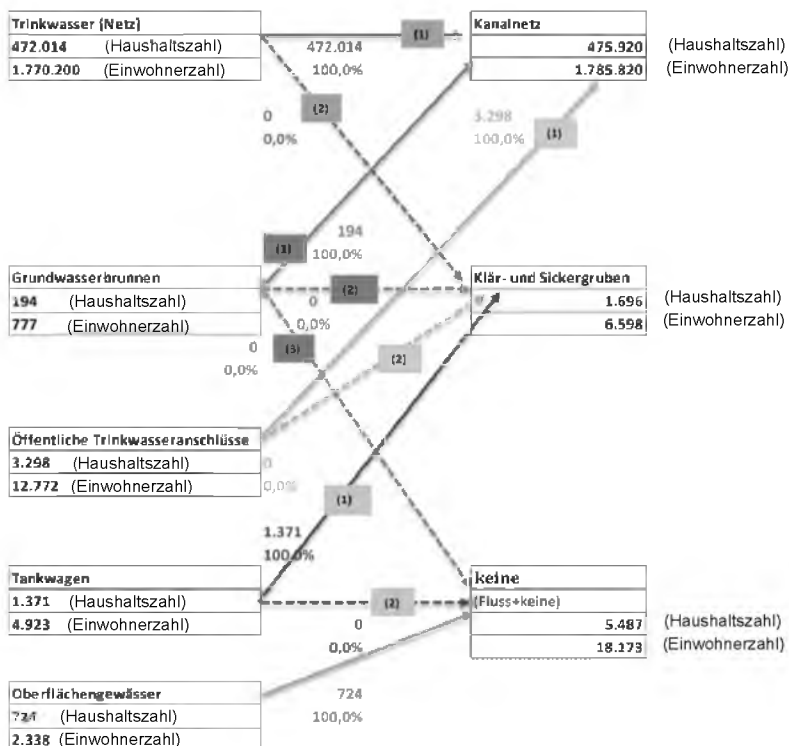 Trinkwasser (Netz)
472.014 (Haushaltszahl)
1.770.200 (Einwohnerzahl)
472.014
100,0%
(1)
Kanalnetz
475.920 (Haushaltszahl)
1.785.820 (Einwohnerzahl)
0
0,0%
(2)
3.298
100,0%
(1)
194
100,0%
(1)
Grundwasserbrunnen
194 (Haushaltszahl)
777 (Einwohnerzahl)
0
0,0%
(2)
Klär- und Sickergruben
1.696 (Haushaltszahl)
6.598 (Einwohnerzahl)
0
0,0%
(3)
(2)
Öffentliche Trinkwasseranschlüsse
3.298 (Haushaltszahl)
12.772 (Einwohnerzahl)
0
0,0%
(1)
1.371
100,0%
Tankwagen
1.371 (Haushaltszahl)
4.923 (Einwohnerzahl)
(2)
0
0,0%
keine
(Fluss+keine)
5.487 (Haushaltszahl)
18.173 (Einwohnerzahl)
Oberflächengewässer
724 (Haushaltszahl)
2.338 (Einwohnerzahl)
724
100,0%